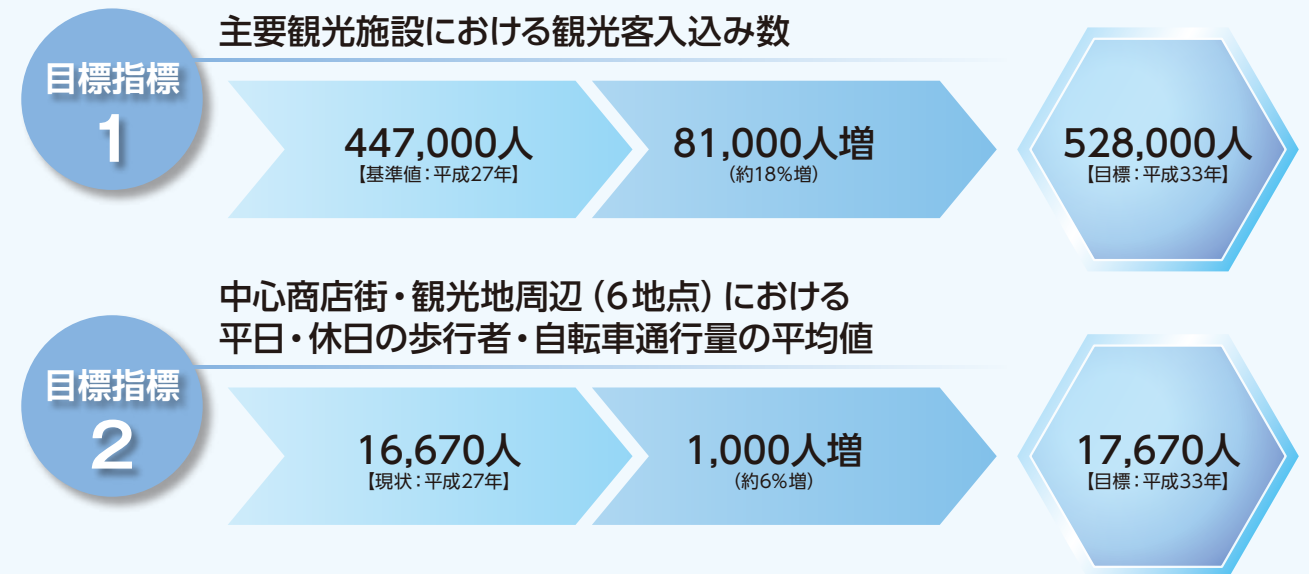 目標指標
1
主要観光施設における観光客入込み数
447,000人
【基準値：平成27年】
81,000人増
（約18%増）
528,000人
【目標：平成33年】
目標指標
2
中心商店街・観光地周辺（6地点）における
平日・休日の歩行者・自転車通行量の平均値
16,670人
【現状：平成27年】
1,000人増
（約6%増）
17,670人
【目標：平成33年】